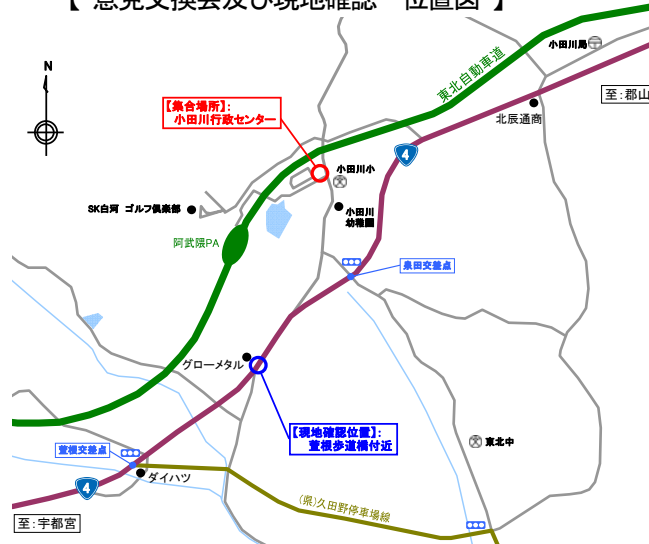 【 意見交換会及び現地確認 位置図 】
小田川局
東北自動車道
至:郡山
N
【集合場所】:
小田川行政センター
北辰通商
4
小田川小
SK白河 ゴルフ倶楽部
小田川
幼稚園
阿武隈PA
泉田交差点
グローメタル
【現地確認位置】:
萱根歩道橋付近
東北中
萱根交差点
ダイハツ
4
(県)久田野停車場線
至:宇都宮